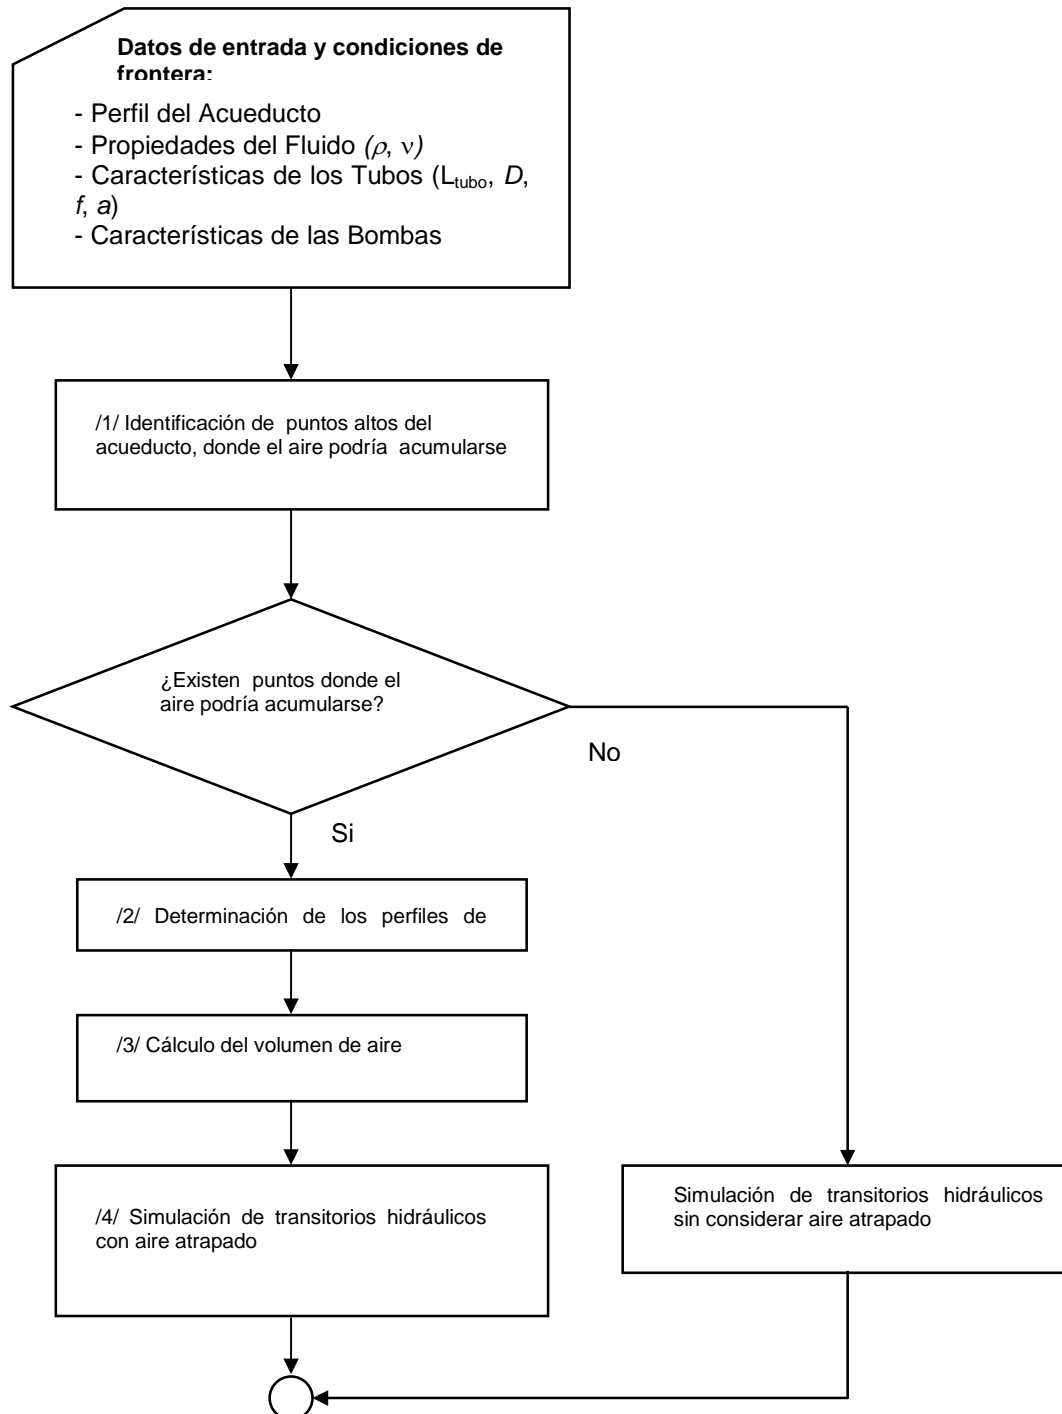 Datos de entrada y condiciones de
frontera:
- Perfil del Acueducto
- Propiedades del Fluido (ρ, ν)
- Características de los Tubos (Ltubo, D,
f, a)
- Características de las Bombas
/1/ Identificación de puntos altos del
acueducto, donde el aire podría acumularse
¿Existen puntos donde el
aire podría acumularse?
No
Si
/2/ Determinación de los perfiles de
/3/ Cálculo del volumen de aire
/4/ Simulación de transitorios hidráulicos
con aire atrapado
Simulación de transitorios hidráulicos
sin considerar aire atrapado